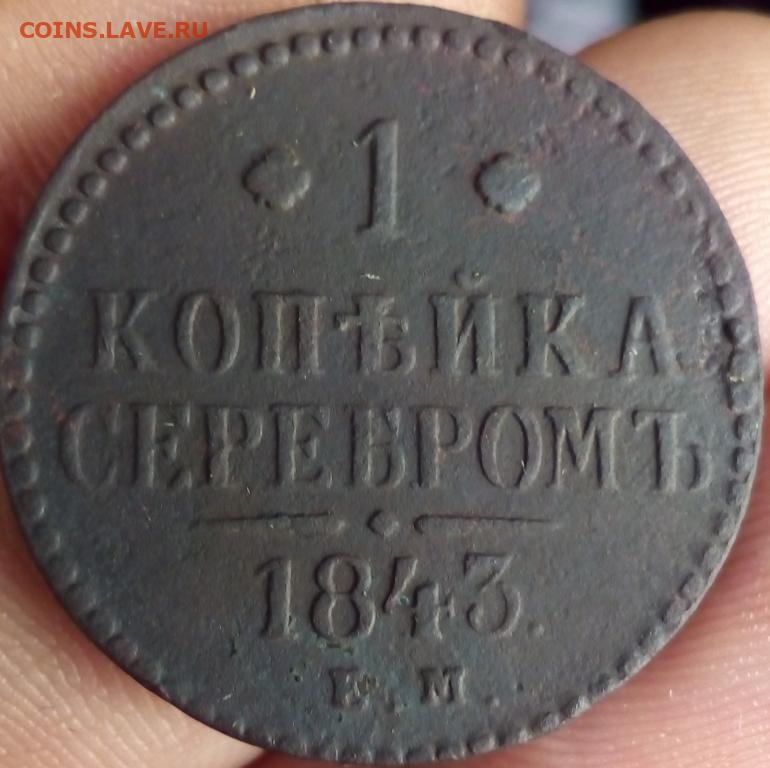 COINS.LAVE.RU
1
КОПѢЙКА
СЕРЕБРОМЪ
1843.
Е.М.